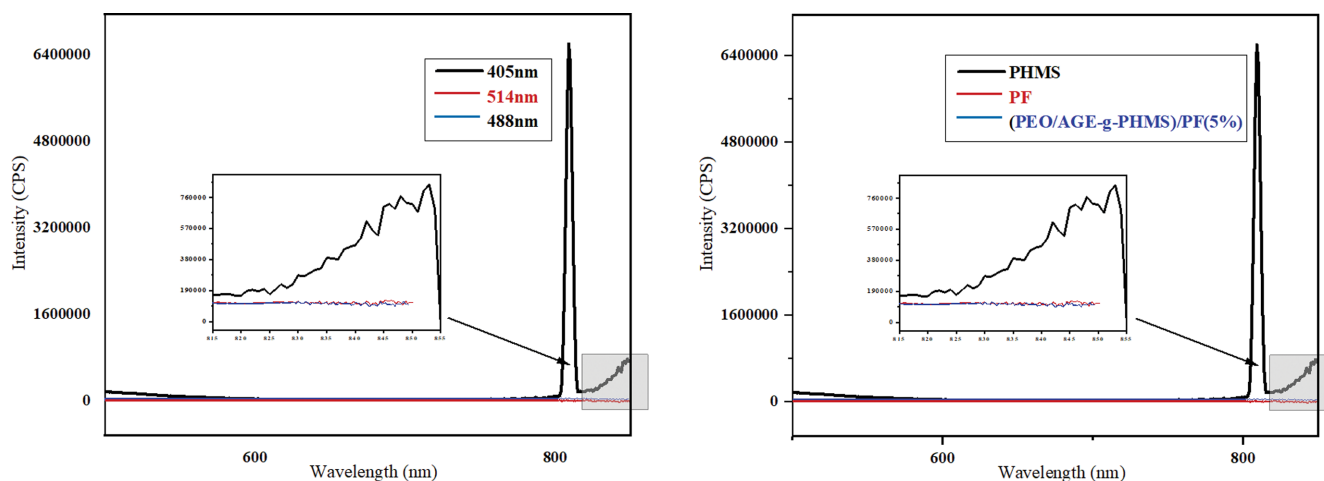 6400000
4800000
3200000
1600000
0
Intensity (CPS)
405nm
514nm
488nm
760000
570000
380000
190000
0
815 820 825 830 835 840 845 850 855
600 800
Wavelength (nm)
6400000
4800000
3200000
1600000
0
Intensity (CPS)
PHMS
PF
(PEO/AGE-g-PHMS)/PF(5%)
760000
570000
380000
190000
0
815 820 825 830 835 840 845 850 855
600 800
Wavelength (nm)